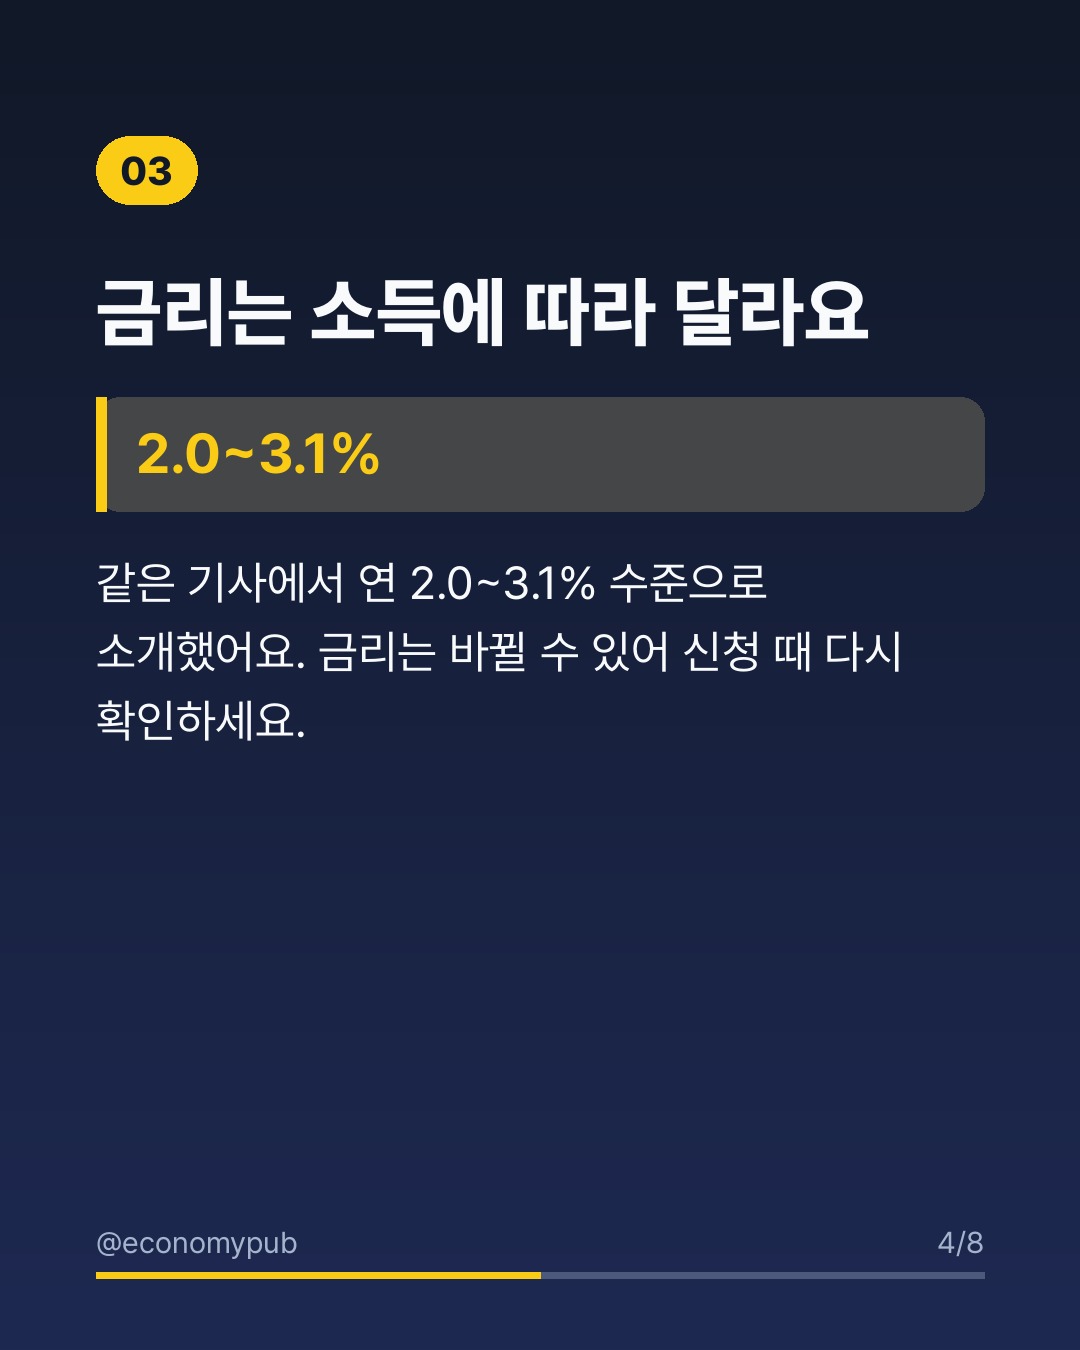 03
금리는 소득에 따라 달라요
2.0~3.1%
같은 기사에서 연 2.0~3.1% 수준으로
소개했어요. 금리는 바뀔 수 있어 신청 때 다시
확인하세요.
@economypub
4/8